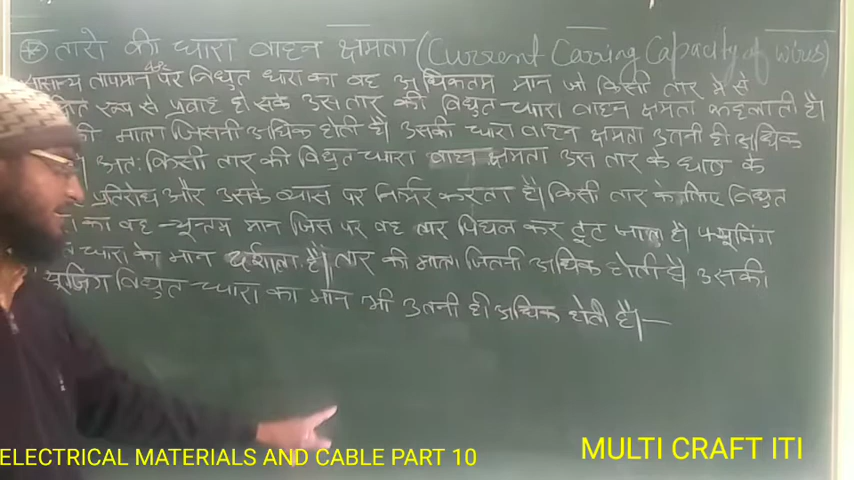 तारो की धारा वाहन क्षमता (Current Carring Capacity of Wires)
तापमान पर विधुत धारा का वह अधिकतम मान जो किसी तार मे से
रूप से प्रवाह हो सके उस तार की विधुत धारा वाहन क्षमता कहलाती है।
की मात्रा जितनी अधिक होती है। उसकी धारा वाहन क्षमता उतनी ही अधिक
अतः किसी तार की विधुत धारा वाहन क्षमता उस तार के धातु के
प्रतिरोध और उसके व्यास पर निर्भर करता है। किसी तार के लिए विधुत
का वह न्यूनतम मान जिस पर वह तार पिघल कर टूट जाता है। फ्यूजिंग
धारा का मान दर्शाता है। तार की मात्रा जितनी अधिक होती है उसकी
विधुत धारा का मान भी उतनी ही अधिक होती है।—
ELECTRICAL MATERIALS AND CABLE PART 10
MULTI CRAFT ITI